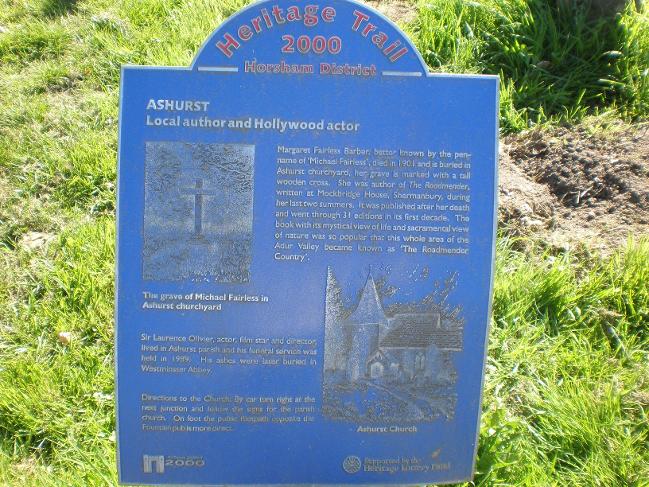 Heritage Trail
2000
Horsham District
ASHURST
Local author and Hollywood actor
Margaret Fairless Barber, better known by the pen-
name of 'Michael Fairless', died in 1901 and is buried in
Ashurst churchyard, her grave is marked with a tall
wooden cross. She was author of The Roadmender,
written at Mockbridge House, Shermanbury, during
her last two summers. It was published after her death
and went through 31 editions in its first decade. The
book with its mystical view of life and sacramental view
of nature was so popular that this whole area of the
Adur Valley became known as 'The Roadmender
Country'.
The grave of Michael Fairless in
Ashurst churchyard
Sir Laurence Olivier, actor, film star and director,
lived in Ashurst parish and his funeral service was
held in 1989. His ashes were later buried in
Westminster Abbey.
Directions to the Church: By car turn right at the
next junction and follow the signs for the parish
church. On foot the public footpath opposite the
Fountain pub is more direct.
Ashurst Church
2000
Supported by the
Heritage Lottery Fund